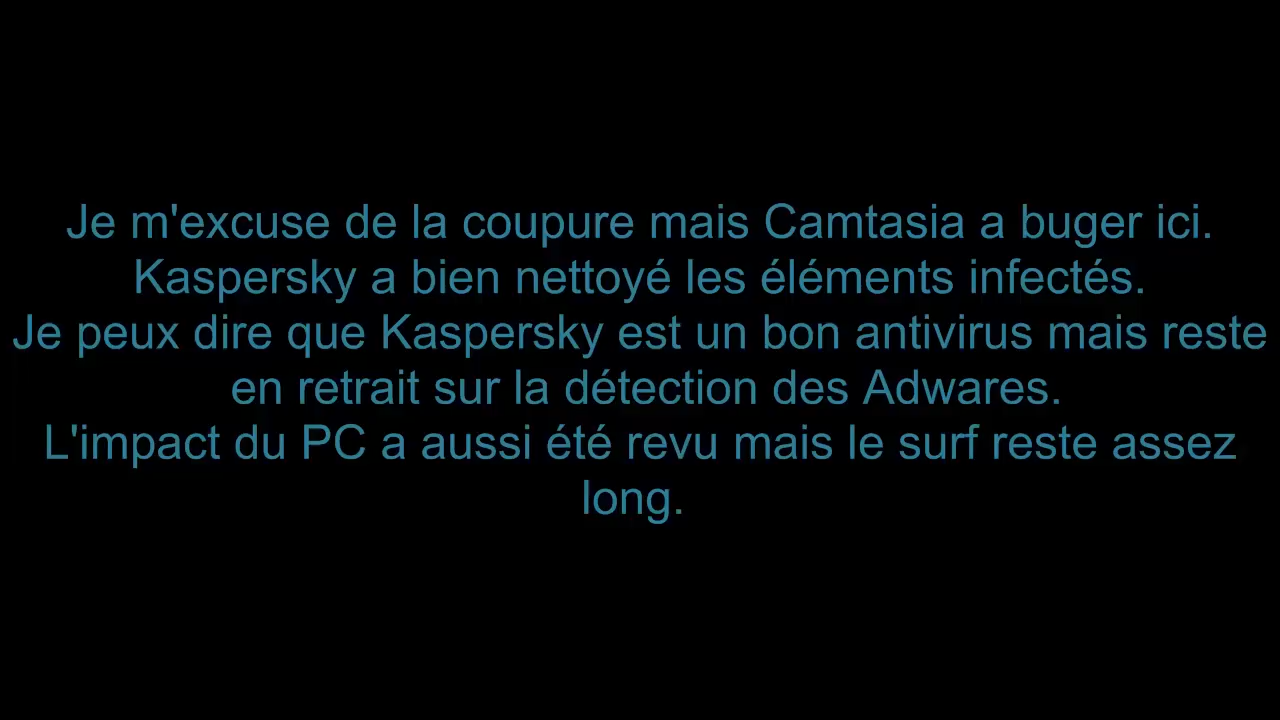 Je m'excuse de la coupure mais Camtasia a buger ici.
Kaspersky a bien nettoyé les éléments infectés.
Je peux dire que Kaspersky est un bon antivirus mais reste
en retrait sur la détection des Adwares.
L'impact du PC a aussi été revu mais le surf reste assez
long.